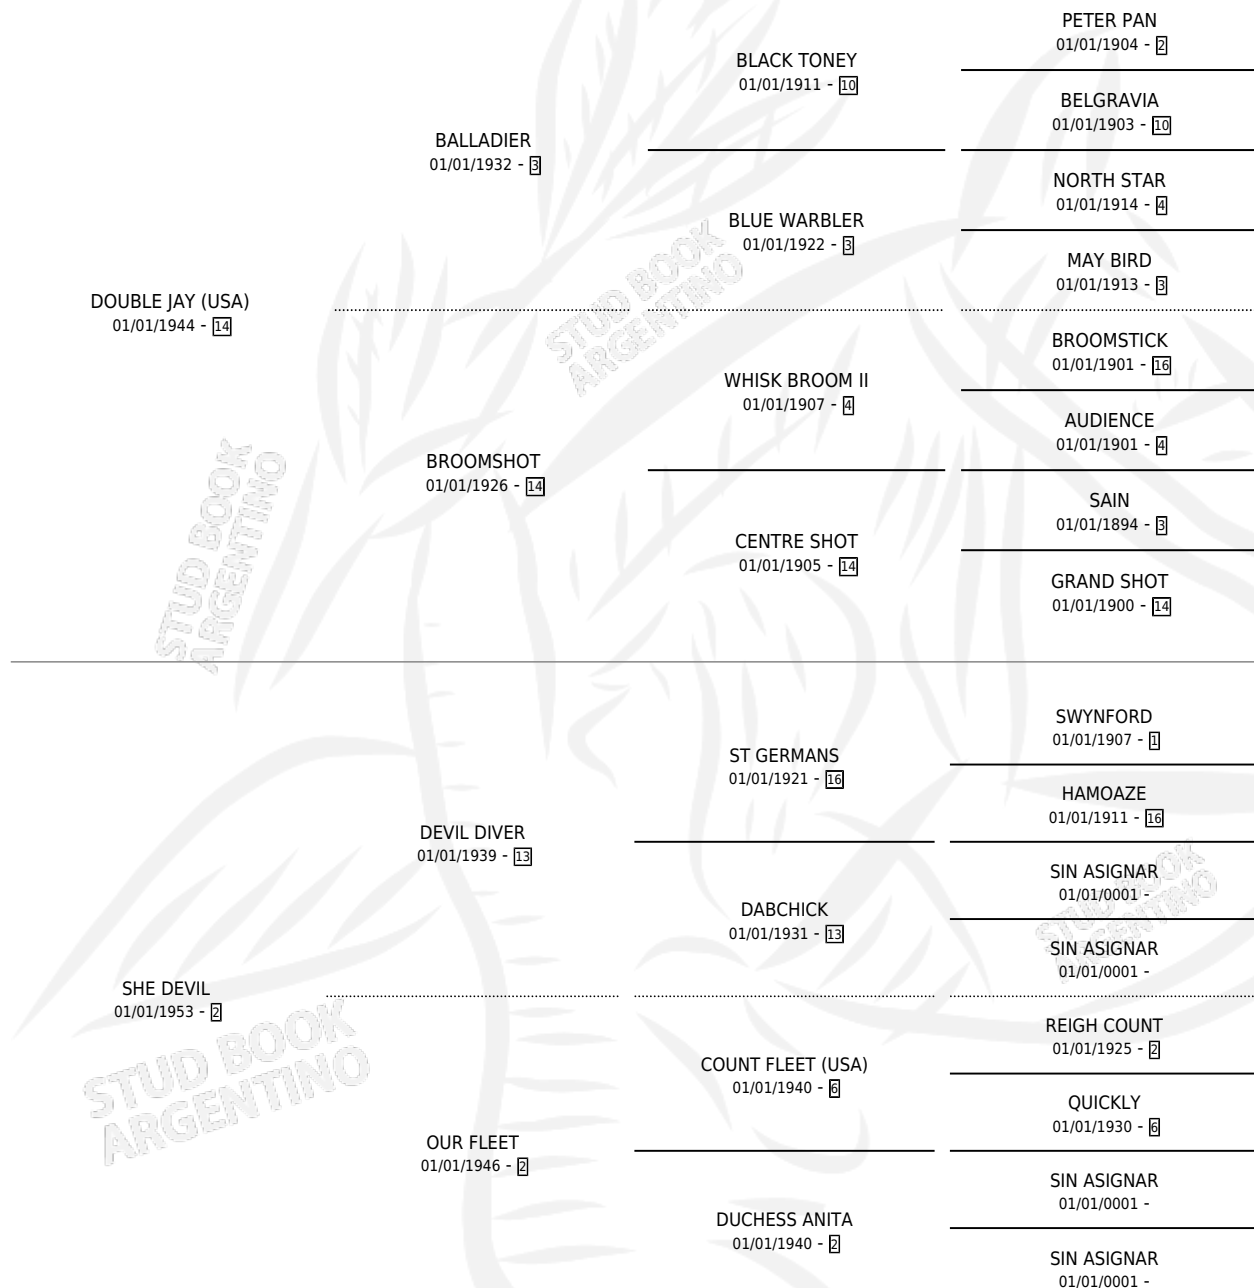 PETER PAN
01/01/1904 - 2
BLACK TONEY
01/01/1911 - 10
BELGRAVIA
01/01/1903 - 10
BALLADIER
01/01/1932 - 3
NORTH STAR
01/01/1914 - 4
BLUE WARBLER
01/01/1922 - 3
MAY BIRD
01/01/1913 - 3
DOUBLE JAY (USA)
01/01/1944 - 14
STUD BOOK
ARGENTINO
BROOMSTICK
01/01/1901 - 16
WHISK BROOM II
01/01/1907 - 4
AUDIENCE
01/01/1901 - 4
BROOMSHOT
01/01/1926 - 14
SAIN
01/01/1894 - 3
CENTRE SHOT
01/01/1905 - 14
GRAND SHOT
01/01/1900 - 14
STUD BOOK
ARGENTINO
SWYNFORD
01/01/1907 - 1
ST GERMANS
01/01/1921 - 16
HAMOAZE
01/01/1911 - 16
DEVIL DIVER
01/01/1939 - 13
SIN ASIGNAR
01/01/0001 -
DABCHICK
01/01/1931 - 13
STUD BOOK
ARGENTINO
SIN ASIGNAR
01/01/0001 -
SHE DEVIL
01/01/1953 - 2
STUD BOOK
ARGENTINO
REIGH COUNT
01/01/1925 - 2
COUNT FLEET (USA)
01/01/1940 - 6
QUICKLY
01/01/1930 - 6
OUR FLEET
01/01/1946 - 2
SIN ASIGNAR
01/01/0001 -
DUCHESS ANITA
01/01/1940 - 2
SIN ASIGNAR
01/01/0001 -